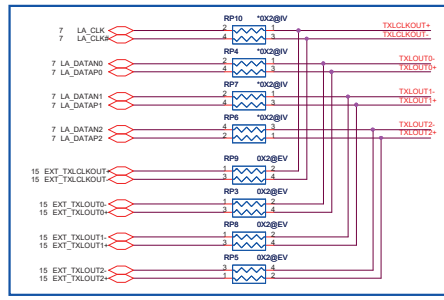 RP10 *0X2@IV TXLCLKOUT+
7 LA_CLK 2 1
7 LA_CLK# 4 3 TXLCLKOUT-
RP4 *0X2@IV TXLOUT0-
7 LA_DATAN0 2 1
7 LA_DATAP0 4 3 TXLOUT0+
RP7 *0X2@IV TXLOUT1-
7 LA_DATAN1 2 1
7 LA_DATAP1 4 3 TXLOUT1+
RP6 *0X2@IV TXLOUT2-
7 LA_DATAN2 4 3
7 LA_DATAP2 2 1 TXLOUT2+
RP9 0X2@EV
15 EXT_TXLCLKOUT+ 1 2
15 EXT_TXLCLKOUT- 3 4
RP3 0X2@EV
15 EXT_TXLOUT0- 1 2
15 EXT_TXLOUT0+ 3 4
RP8 0X2@EV
15 EXT_TXLOUT1- 1 2
15 EXT_TXLOUT1+ 3 4
RP5 0X2@EV
15 EXT_TXLOUT2- 3 4
15 EXT_TXLOUT2+ 1 2